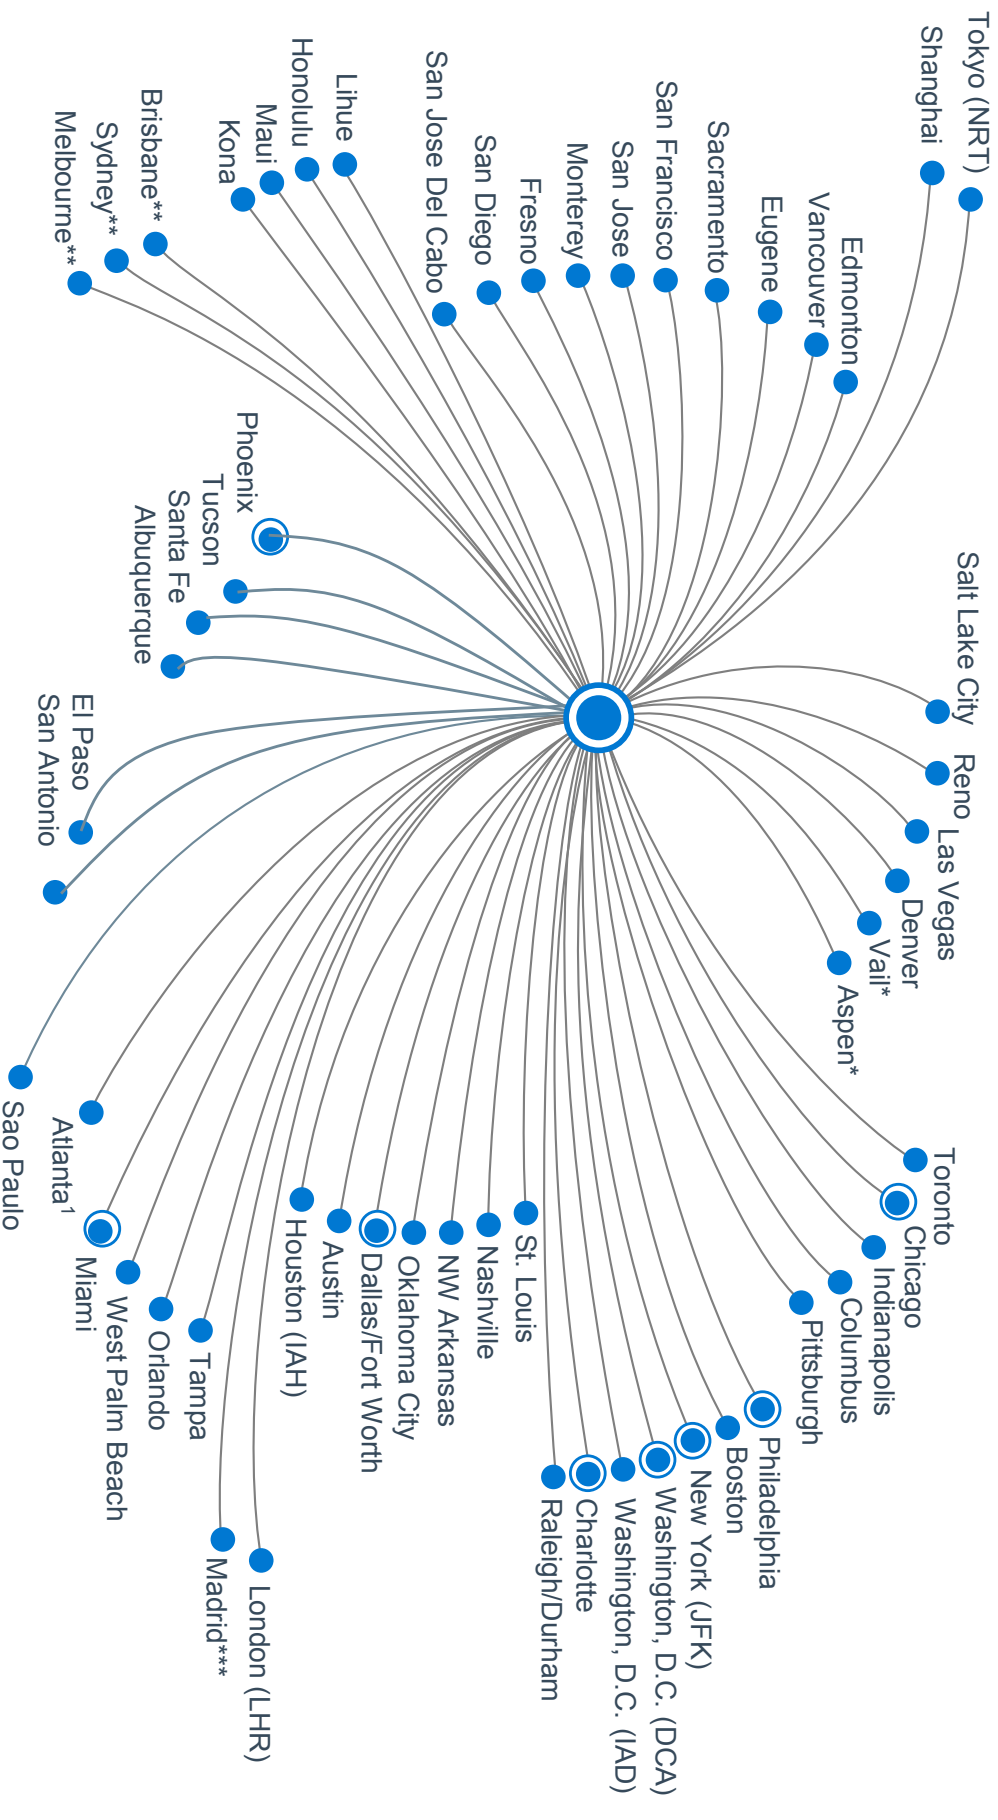 Tokyo (NRT)
Shanghai
Edmonton
Vancouver
Eugene
Sacramento
San Francisco
San Jose
Monterey
Fresno
San Diego
San Jose Del Cabo
Lihue
Honolulu
Maui
Kona
Brisbane**
Sydney**
Melbourne**
Phoenix
Tucson
Santa Fe
Albuquerque
El Paso
San Antonio
Salt Lake City
Reno
Las Vegas
Denver
Vail*
Aspen*
Toronto
Chicago
Indianapolis
Columbus
Pittsburgh
Philadelphia
Boston
New York (JFK)
Washington, D.C. (DCA)
Washington, D.C. (IAD)
Charlotte
Raleigh/Durham
St. Louis
Nashville
NW Arkansas
Oklahoma City
Dallas/Fort Worth
Austin
Houston (IAH)
London (LHR)
Madrid***
Tampa
Orlando
West Palm Beach
Miami
Atlanta¹
Sao Paulo